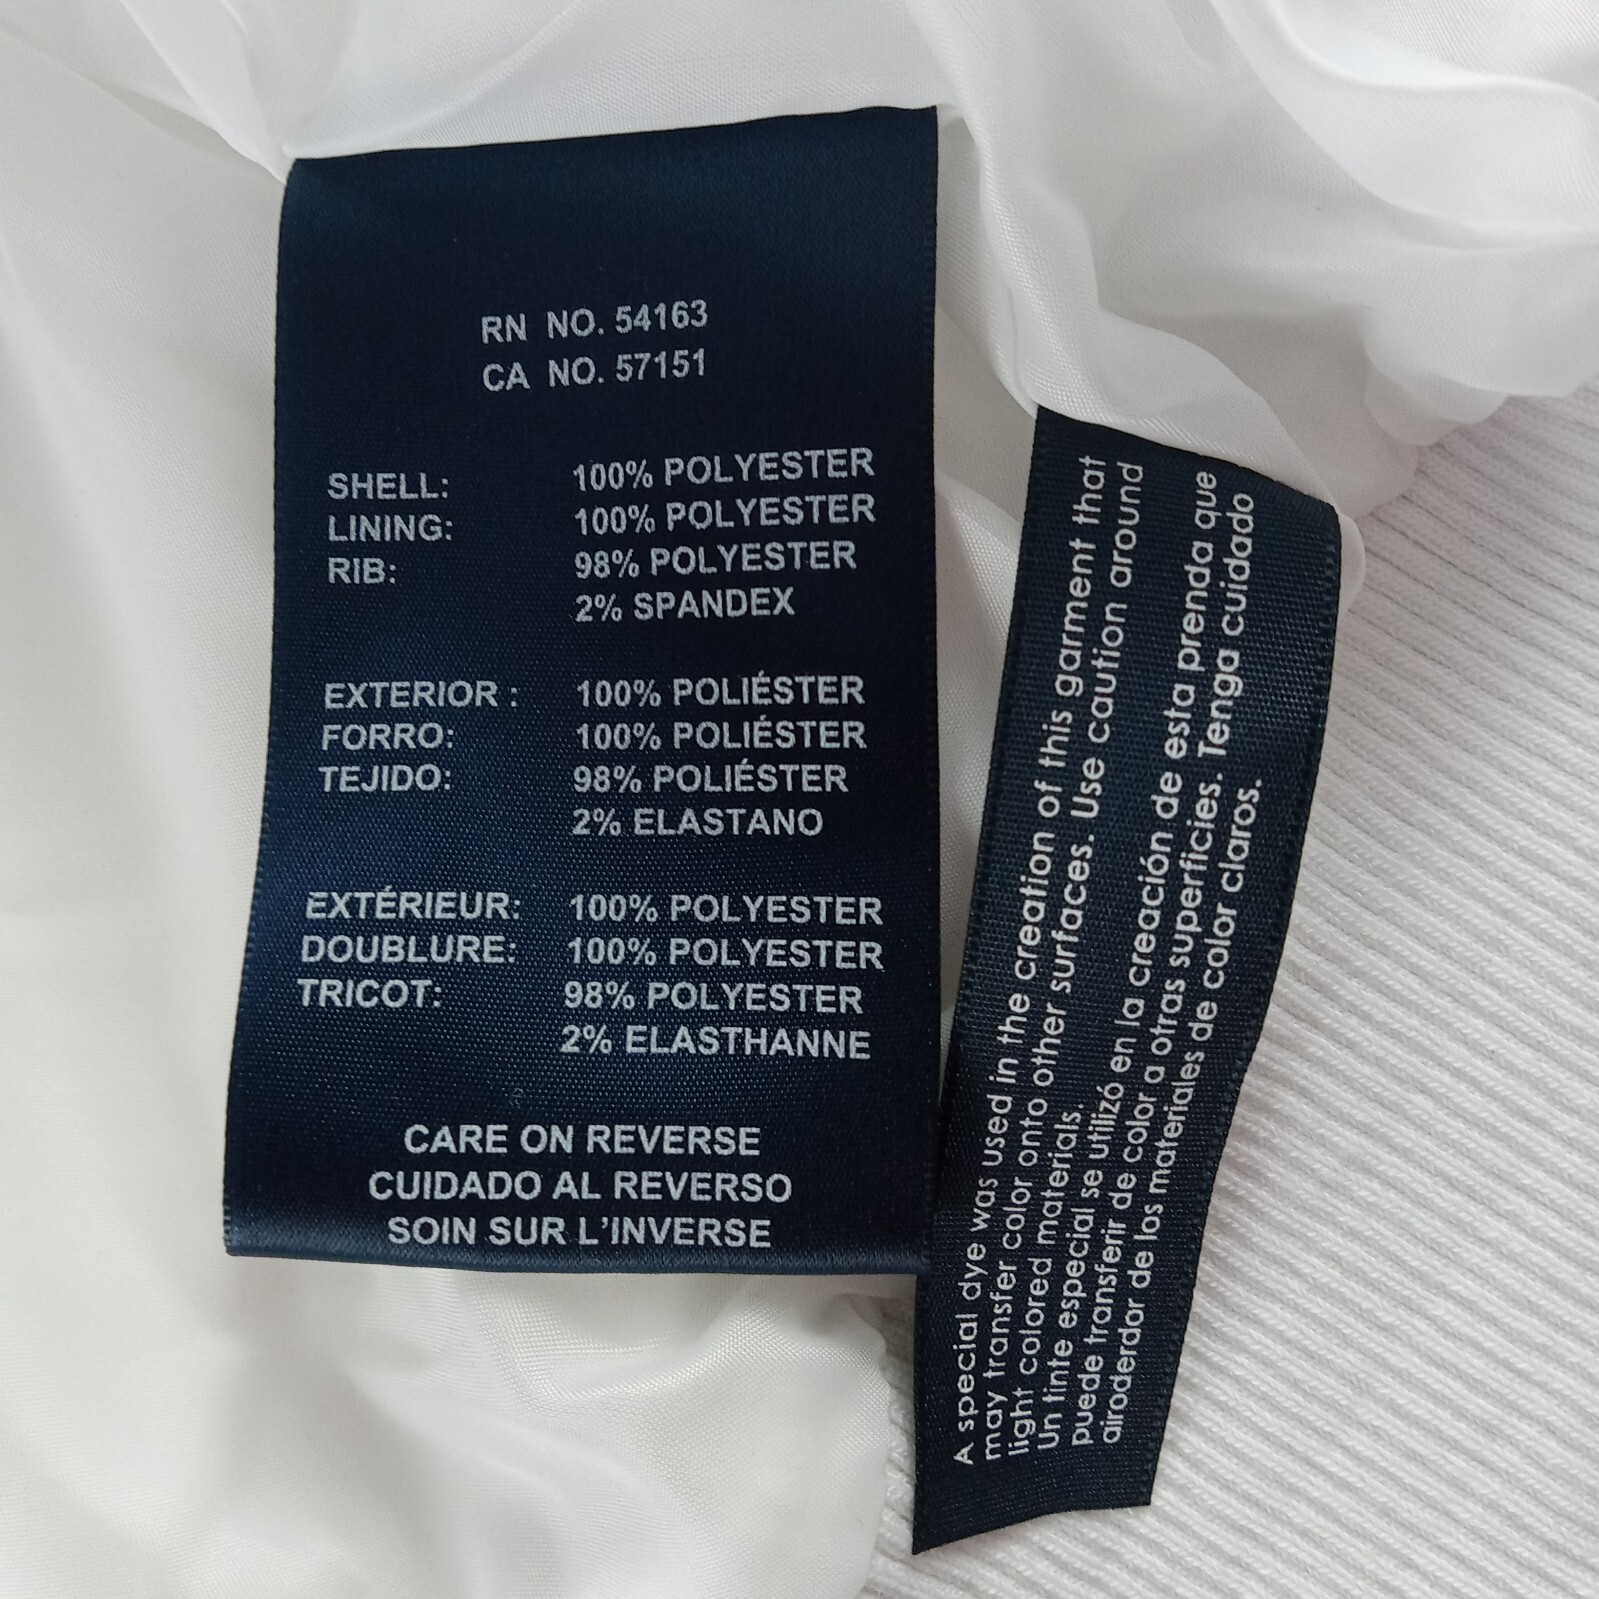 RN NO. 54163
CA NO. 57151
SHELL: 100% POLYESTER
LINING: 100% POLYESTER
RIB: 98% POLYESTER
2% SPANDEX
EXTERIOR : 100% POLIÉSTER
FORRO: 100% POLIÉSTER
TEJIDO: 98% POLIÉSTER
2% ELASTANO
EXTÉRIEUR: 100% POLYESTER
DOUBLURE: 100% POLYESTER
TRICOT: 98% POLYESTER
2% ELASTHANNE
CARE ON REVERSE
CUIDADO AL REVERSO
SOIN SUR L'INVERSE
A special dye was used in the creation of this garment that
may transfer color onto other surfaces. Use caution around
light colored materials.
Un tinte especial se utilizó en la creación de esta prenda que
puede transferir de color a otras superficies. Tenga cuidado
airoderdor de los materiales de color claros.